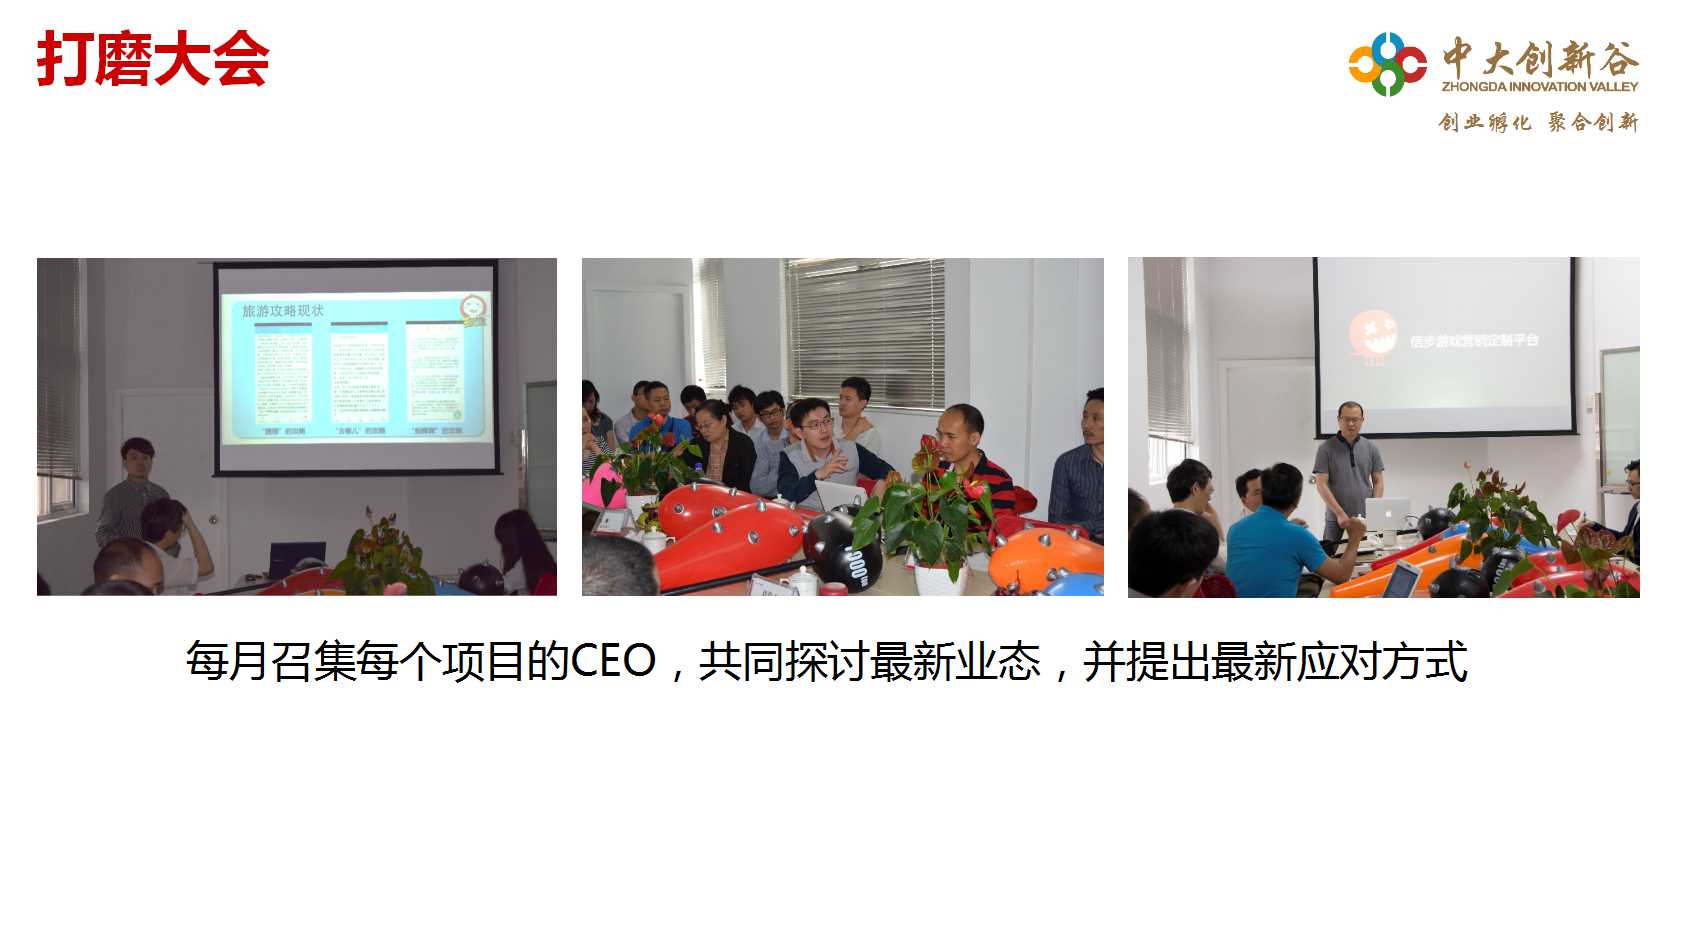 打磨大会
中大创新谷
ZHONGDA INNOVATION VALLEY
创业孵化 聚合创新
旅游攻略现状
信步游戏营销定制平台
每月召集每个项目的CEO，共同探讨最新业态，并提出最新应对方式